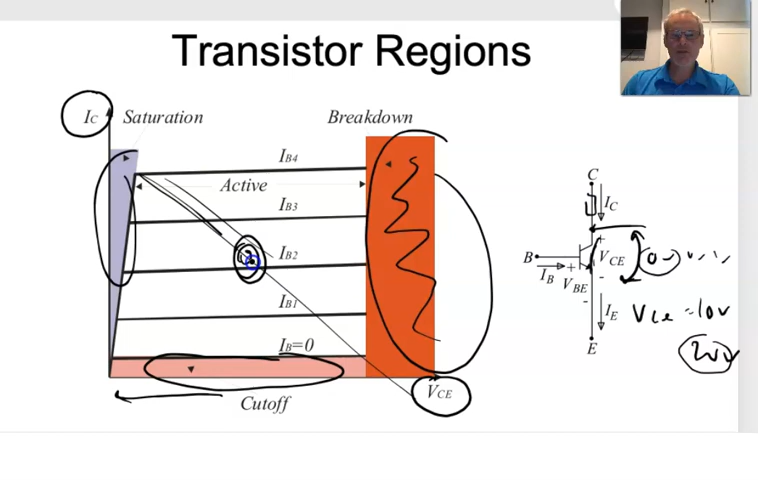 Transistor Regions
IC Saturation Breakdown
IB4
Active
IB3
IB2
IB1
IB=0
VCE
Cutoff
C
IC
B
VCE
IB
VBE
IE
E
Vce = 10v
20v